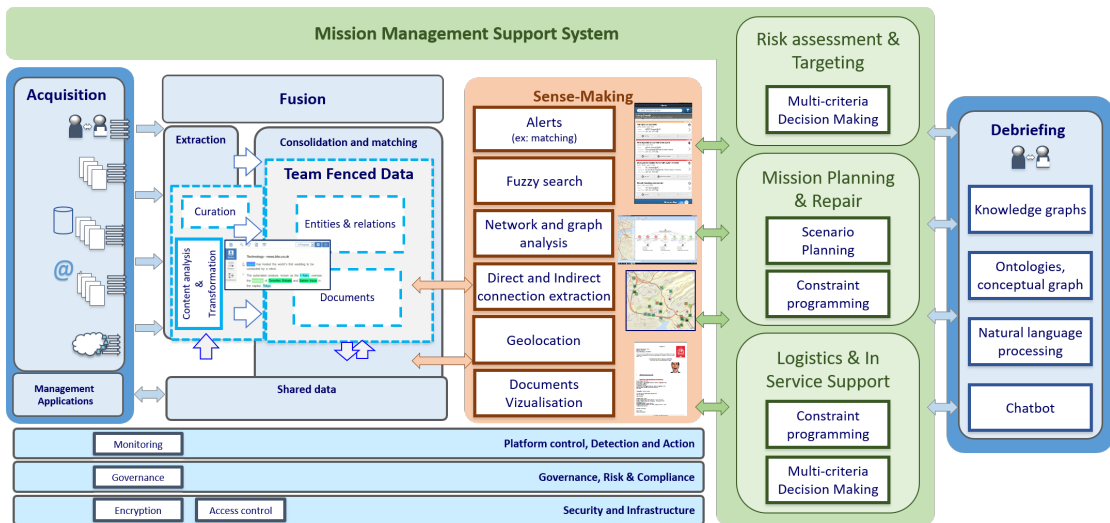 Mission Management Support System
Acquisition
@
Management
Applications
Fusion
Extraction
Consolidation and matching
Team Fenced Data
Curation
Content analysis
&
Transformation
Entities & relations
Documents
Shared data
Sense-Making
Alerts
(ex: matching)
Fuzzy search
Network and graph
analysis
Direct and Indirect
connection extraction
Geolocation
Documents
Vizualisation
Risk assessment &
Targeting
Multi-criteria
Decision Making
Mission Planning
& Repair
Scenario
Planning
Constraint
programming
Logistics & In
Service Support
Constraint
programming
Multi-criteria
Decision Making
Debriefing
Knowledge graphs
Ontologies,
conceptual graph
Natural language
processing
Chatbot
Monitoring
Platform control, Detection and Action
Governance
Governance, Risk & Compliance
Encryption
Access control
Security and Infrastructure